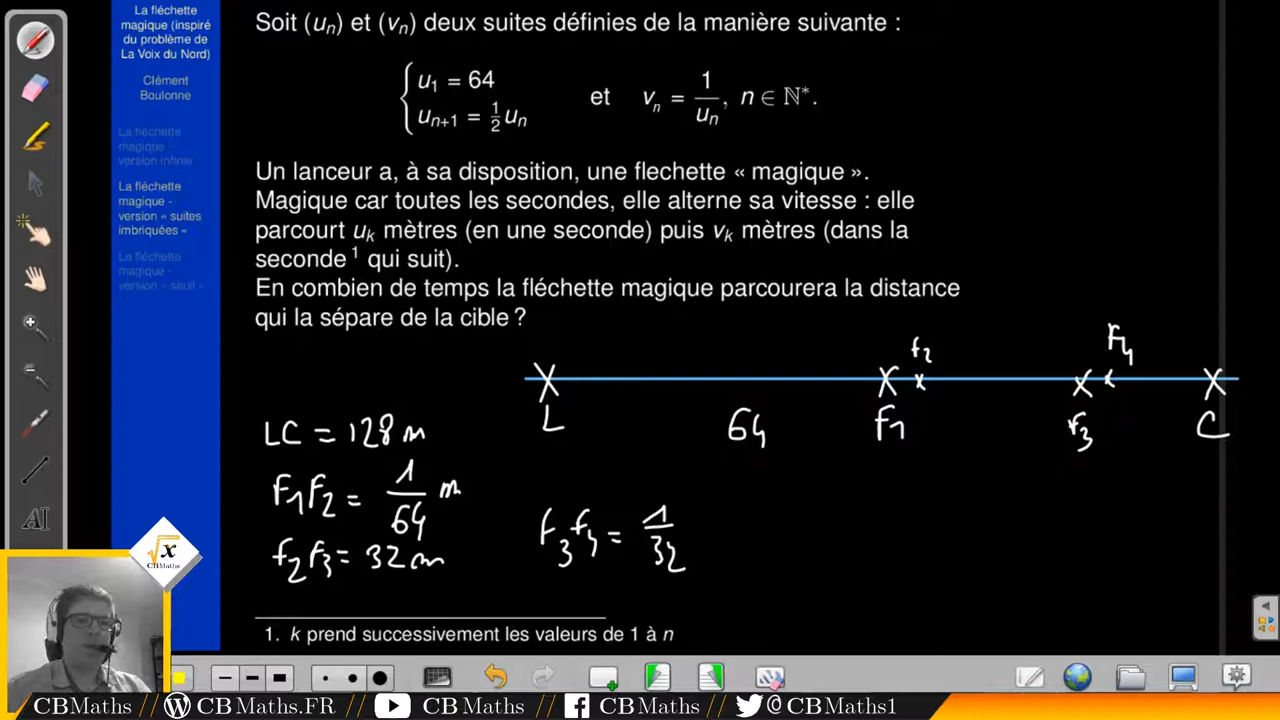 La fléchette
magique (inspiré
du problème de
La Voix du Nord)
Clément
Boulonne
La fléchette
magique -
version infinie
La fléchette
magique -
version « suites
imbriquées »
La fléchette
magique -
version « seuil »
Soit (uₙ) et (vₙ) deux suites définies de la manière suivante :
{ u₁ = 64
uₙ₊₁ = 1/2 uₙ
et vₙ = 1/uₙ, n ∈ ℕ*.
Un lanceur a, à sa disposition, une flechette « magique ».
Magique car toutes les secondes, elle alterne sa vitesse : elle
parcourt uₖ mètres (en une seconde) puis vₖ mètres (dans la
seconde ¹ qui suit).
En combien de temps la fléchette magique parcourera la distance
qui la sépare de la cible ?
f₂ F₄
L 64 F₁ F₃ C
LC = 128 m
F₁F₂ = 1/64 m
f₂F₃ = 32 m
F₃F₄ = 1/32
1. k prend successivement les valeurs de 1 à n
√x
CBMaths
AI
CBMATHS
CBMATHS.FR
CBMATHS
CBMATHS
@CBMATHS1